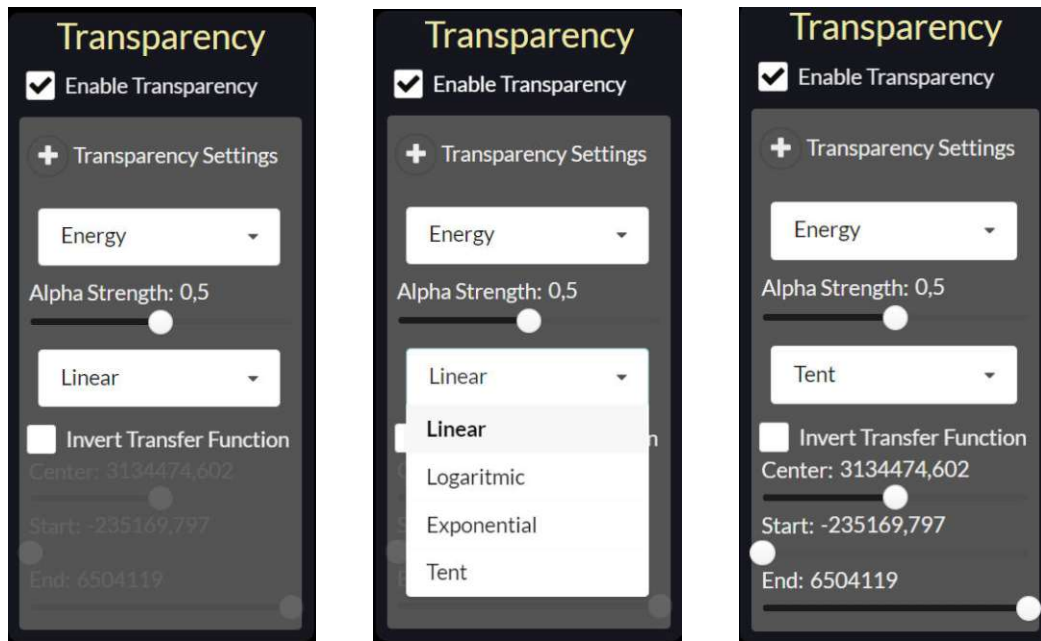 Transparency
Enable Transparency
Transparency Settings
Energy
Alpha Strength: 0,5
Linear
Invert Transfer Function
Center: 3134474,602
Start: -235169,797
End: 6504119
Transparency
Enable Transparency
Transparency Settings
Energy
Alpha Strength: 0,5
Linear
Linear
Logaritmic
Exponential
Tent
Transparency
Enable Transparency
Transparency Settings
Energy
Alpha Strength: 0,5
Tent
Invert Transfer Function
Center: 3134474,602
Start: -235169,797
End: 6504119